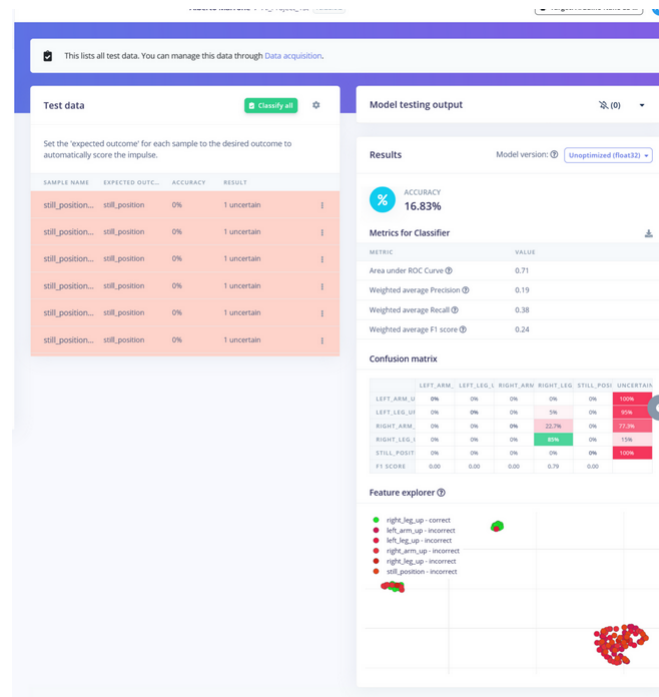 This lists all test data. You can manage this data through Data acquisition.
Test data
Classify all
Set the 'expected outcome' for each sample to the desired outcome to
automatically score the impulse.
SAMPLE NAME EXPECTED OUTC... ACCURACY RESULT
still_position... still_position 0% 1 uncertain
still_position... still_position 0% 1 uncertain
still_position... still_position 0% 1 uncertain
still_position... still_position 0% 1 uncertain
still_position... still_position 0% 1 uncertain
still_position... still_position 0% 1 uncertain
Model testing output
(0)
Results
Model version:
Unoptimized (float32)
%
ACCURACY
16.83%
Metrics for Classifier
METRIC VALUE
Area under ROC Curve 0.71
Weighted average Precision 0.19
Weighted average Recall 0.38
Weighted average F1 score 0.24
Confusion matrix
LEFT_ARM_ LEFT_LEG_U RIGHT_ARM RIGHT_LEG STILL_POSI UNCERTAIN
LEFT_ARM_U 0% 0% 0% 0% 0% 100%
LEFT_LEG_UP 0% 0% 0% 5% 0% 95%
RIGHT_ARM_ 0% 0% 0% 22.7% 0% 77.3%
RIGHT_LEG_U 0% 0% 0% 85% 0% 15%
STILL_POSIT 0% 0% 0% 0% 0% 100%
F1 SCORE 0.00 0.00 0.00 0.79 0.00
Feature explorer
right_leg_up - correct
left_arm_up - incorrect
left_leg_up - incorrect
right_arm_up - incorrect
right_leg_up - incorrect
still_position - incorrect